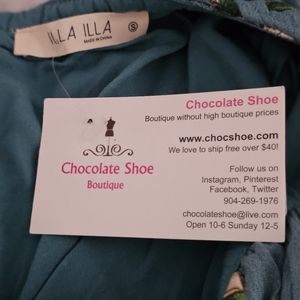 ILLA ILLA
MADE IN CHINA
S
Chocolate Shoe
Boutique
Chocolate Shoe
Boutique without high boutique prices
www.chocshoe.com
We love to ship free over $40!
Follow us on
Instagram, Pinterest
Facebook, Twitter
904-269-1976
chocolateshoe@live.com
Open 10-6 Sunday 12-5